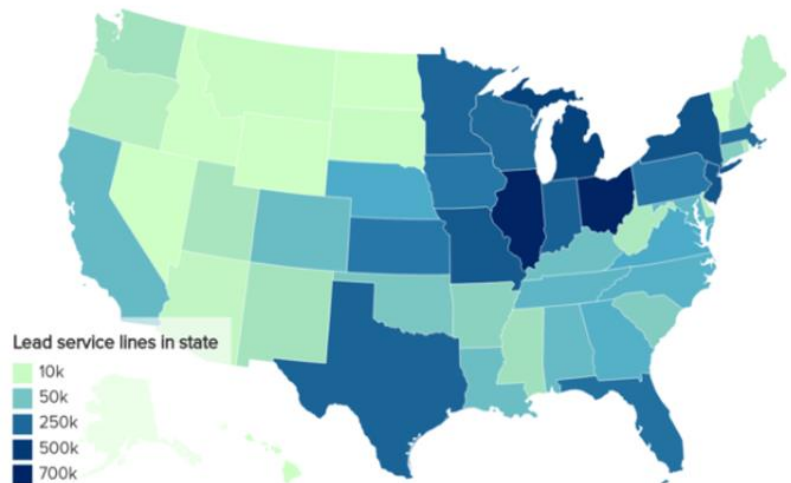 Lead service lines in state
10k
50k
250k
500k
700k